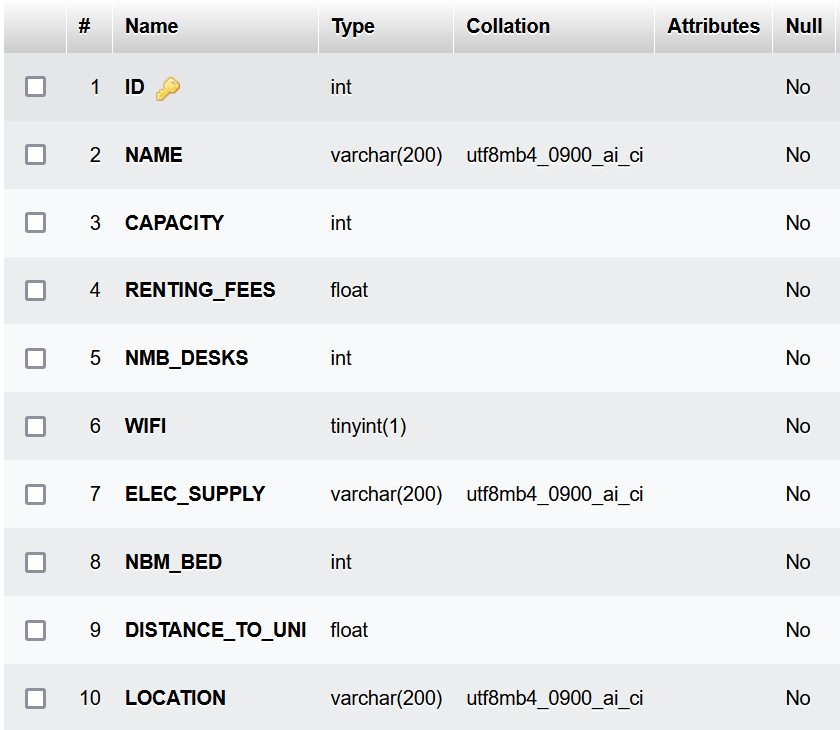 # Name Type Collation Attributes Null
1 ID int No
2 NAME varchar(200) utf8mb4_0900_ai_ci No
3 CAPACITY int No
4 RENTING_FEES float No
5 NMB_DESKS int No
6 WIFI tinyint(1) No
7 ELEC_SUPPLY varchar(200) utf8mb4_0900_ai_ci No
8 NBM_BED int No
9 DISTANCE_TO_UNI float No
10 LOCATION varchar(200) utf8mb4_0900_ai_ci No